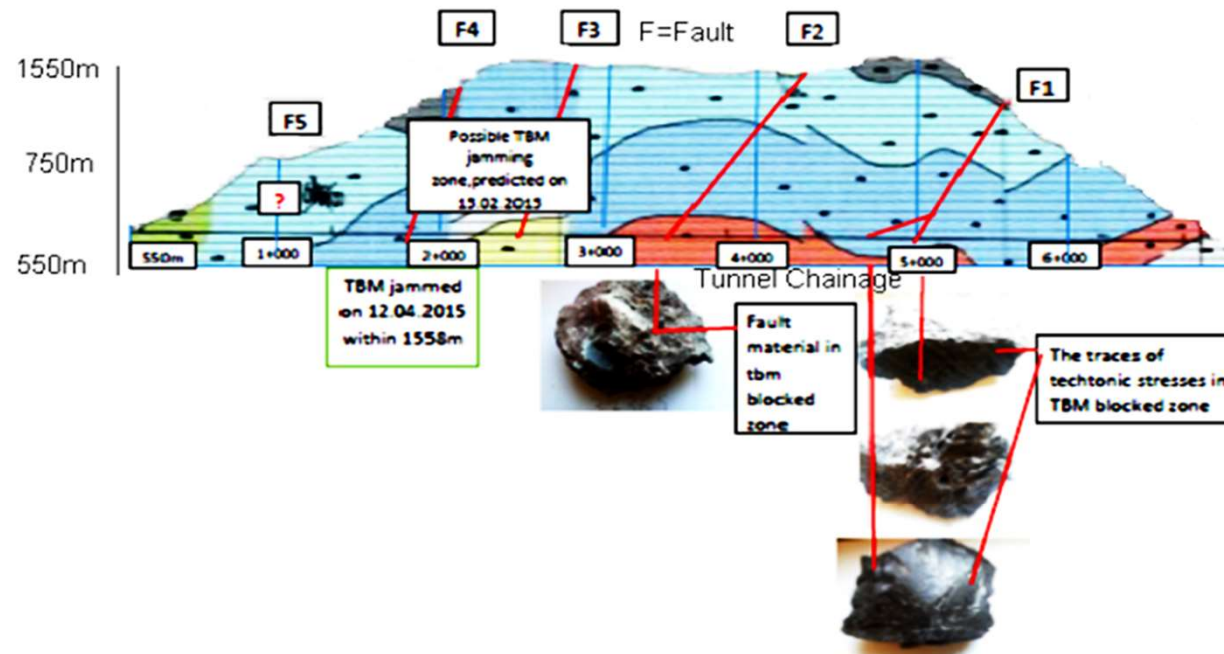 F4
F3
F=Fault
F2
1550m
F1
F5
Possible TBM
jamming
zone,predicted on
15.02 2015
750m
?
550m
550m
1+000
2+000
3+000
4+000
5+000
6+000
Tunnel Chainage
TBM jammed
on 12.04.2015
within 1558m
Fault
material in
tbm
blocked
zone
The traces of
techtonic stresses in
TBM blocked zone